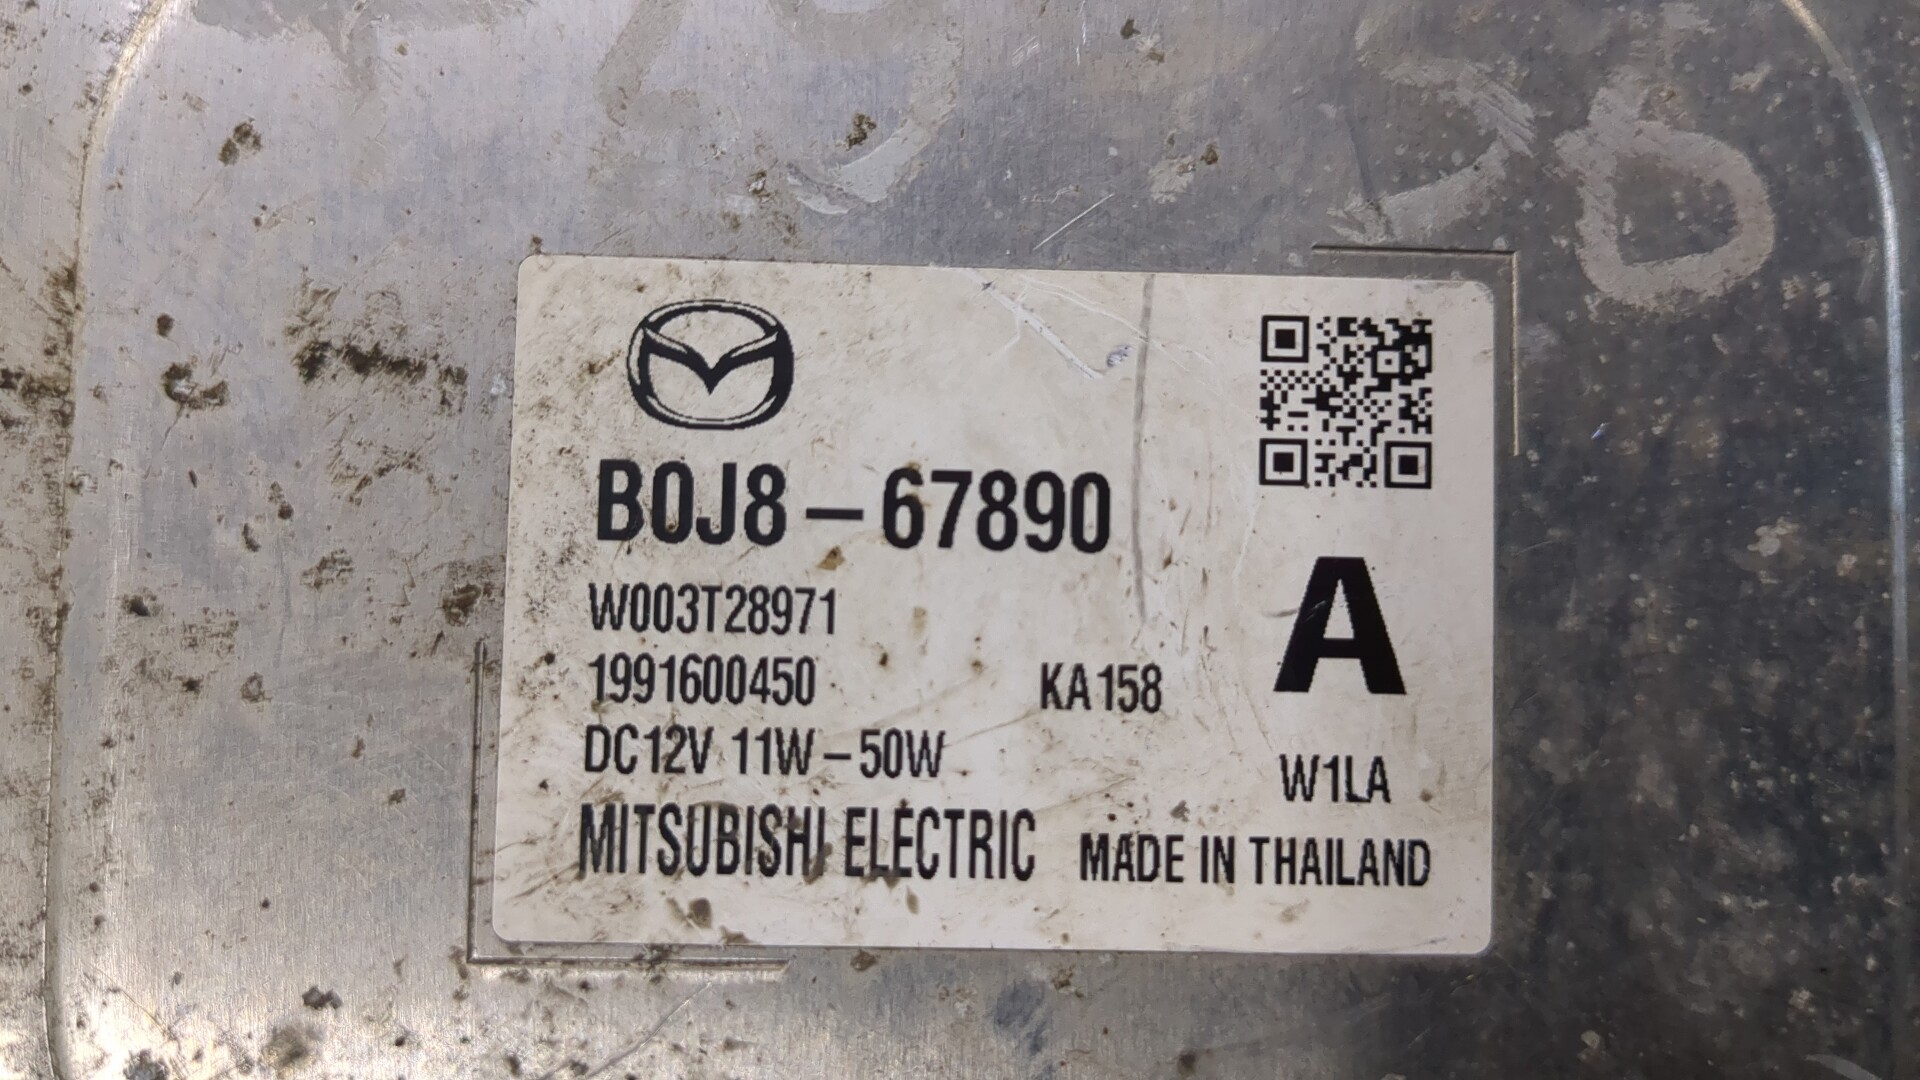 B0J8-67890
W003T28971
1991600450 KA158
DC12V 11W-50W
A
W1LA
MITSUBISHI ELECTRIC MADE IN THAILAND